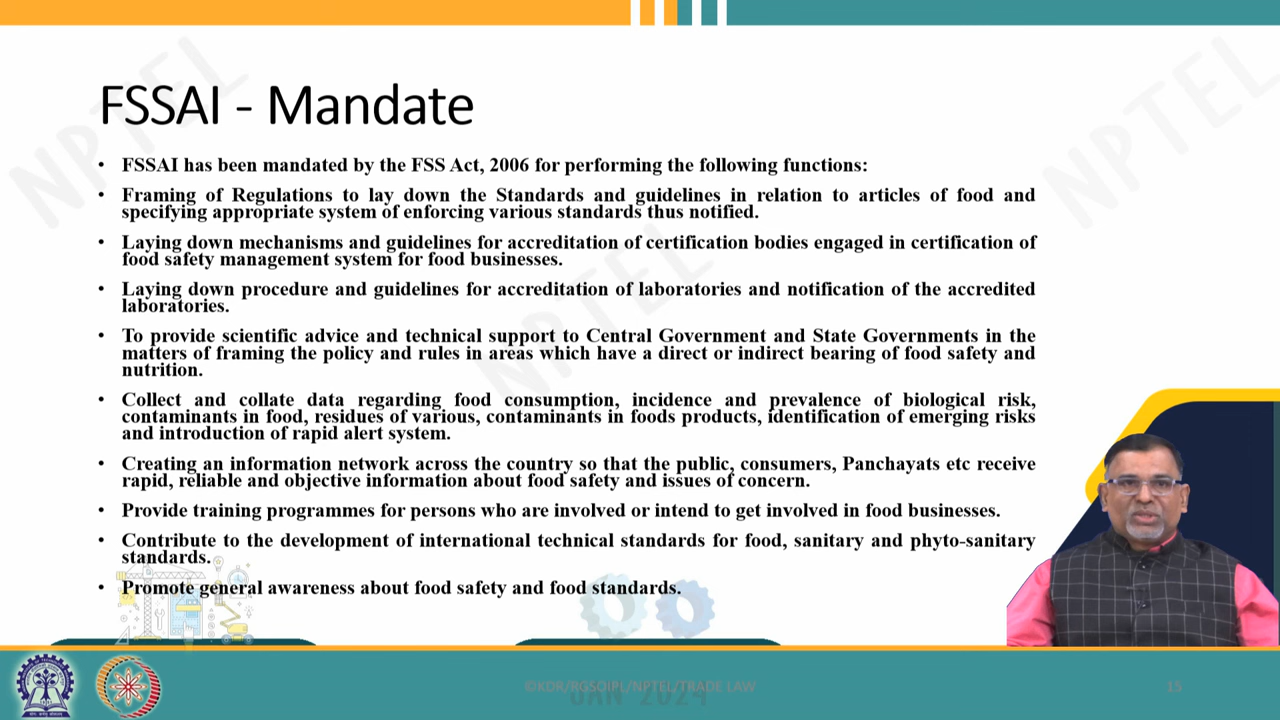 FSSAI - Mandate
• FSSAI has been mandated by the FSS Act, 2006 for performing the following functions:
• Framing of Regulations to lay down the Standards and guidelines in relation to articles of food and
specifying appropriate system of enforcing various standards thus notified.
• Laying down mechanisms and guidelines for accreditation of certification bodies engaged in certification of
food safety management system for food businesses.
• Laying down procedure and guidelines for accreditation of laboratories and notification of the accredited
laboratories.
• To provide scientific advice and technical support to Central Government and State Governments in the
matters of framing the policy and rules in areas which have a direct or indirect bearing of food safety and
nutrition.
• Collect and collate data regarding food consumption, incidence and prevalence of biological risk,
contaminants in food, residues of various, contaminants in foods products, identification of emerging risks
and introduction of rapid alert system.
• Creating an information network across the country so that the public, consumers, Panchayats etc receive
rapid, reliable and objective information about food safety and issues of concern.
• Provide training programmes for persons who are involved or intend to get involved in food businesses.
• Contribute to the development of international technical standards for food, sanitary and phyto-sanitary
standards.
• Promote general awareness about food safety and food standards.
NPTEL
NPTEL
NPTEL
©KDR/RGSOIPL/NPTEL/TRADE LAW
JAN 2024
15